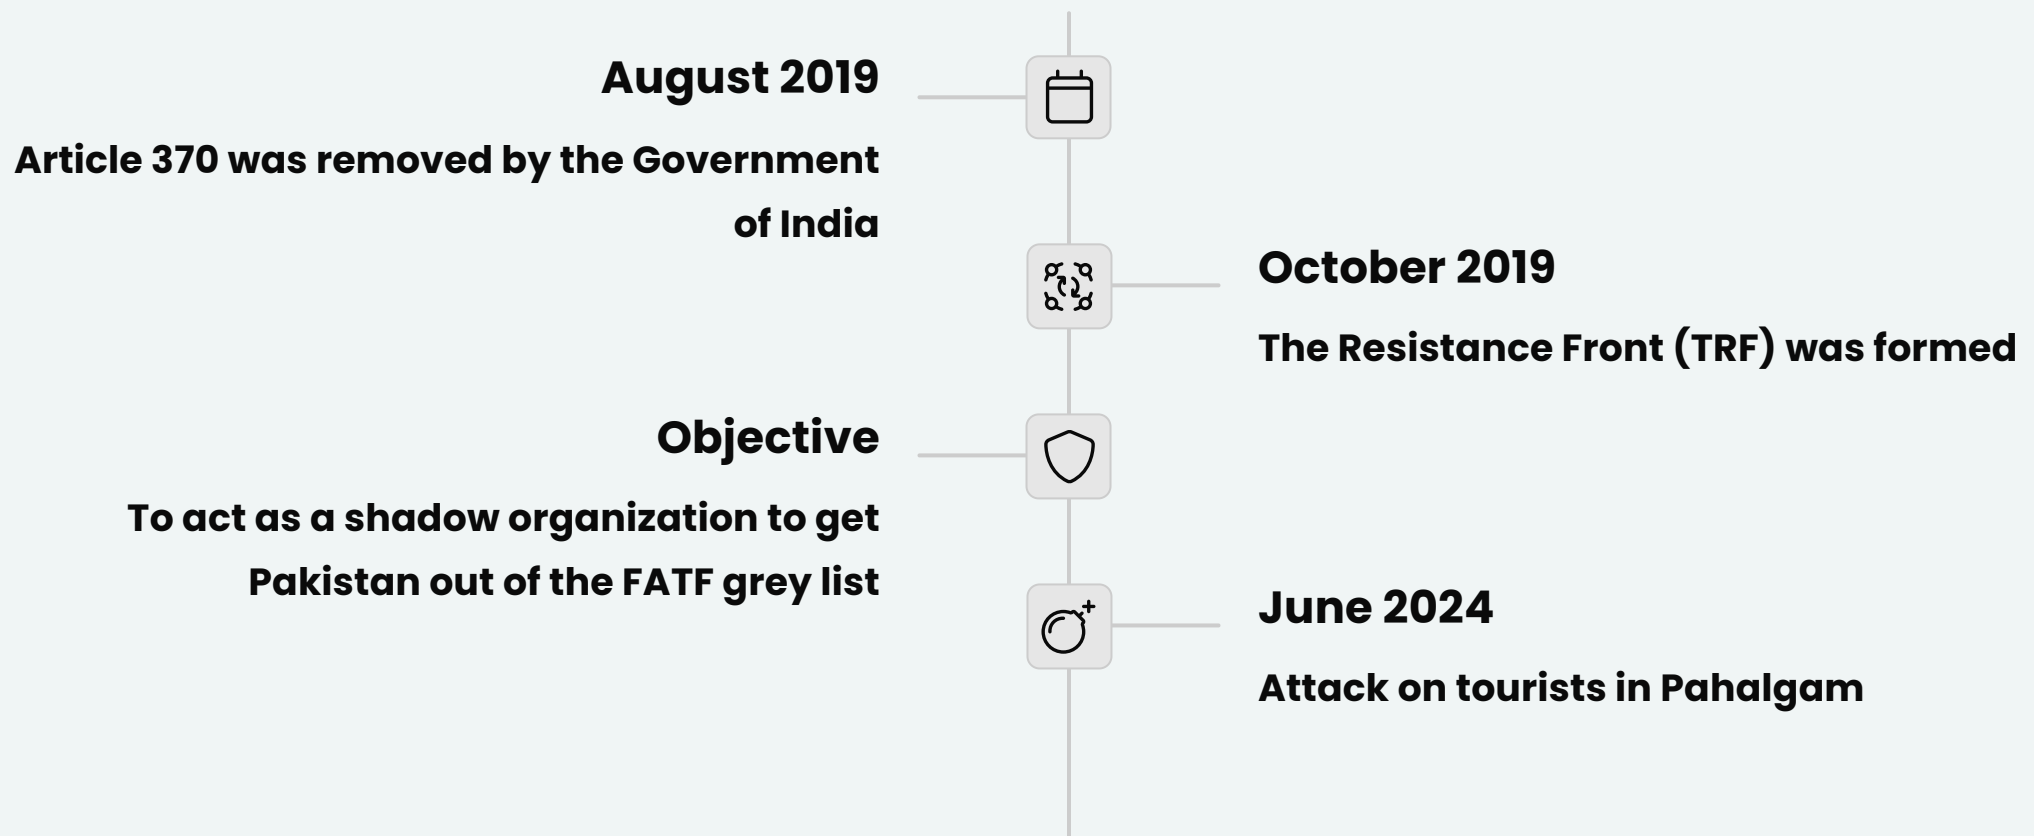 August 2019
Article 370 was removed by the Government
of India
October 2019
The Resistance Front (TRF) was formed
Objective
To act as a shadow organization to get
Pakistan out of the FATF grey list
June 2024
Attack on tourists in Pahalgam